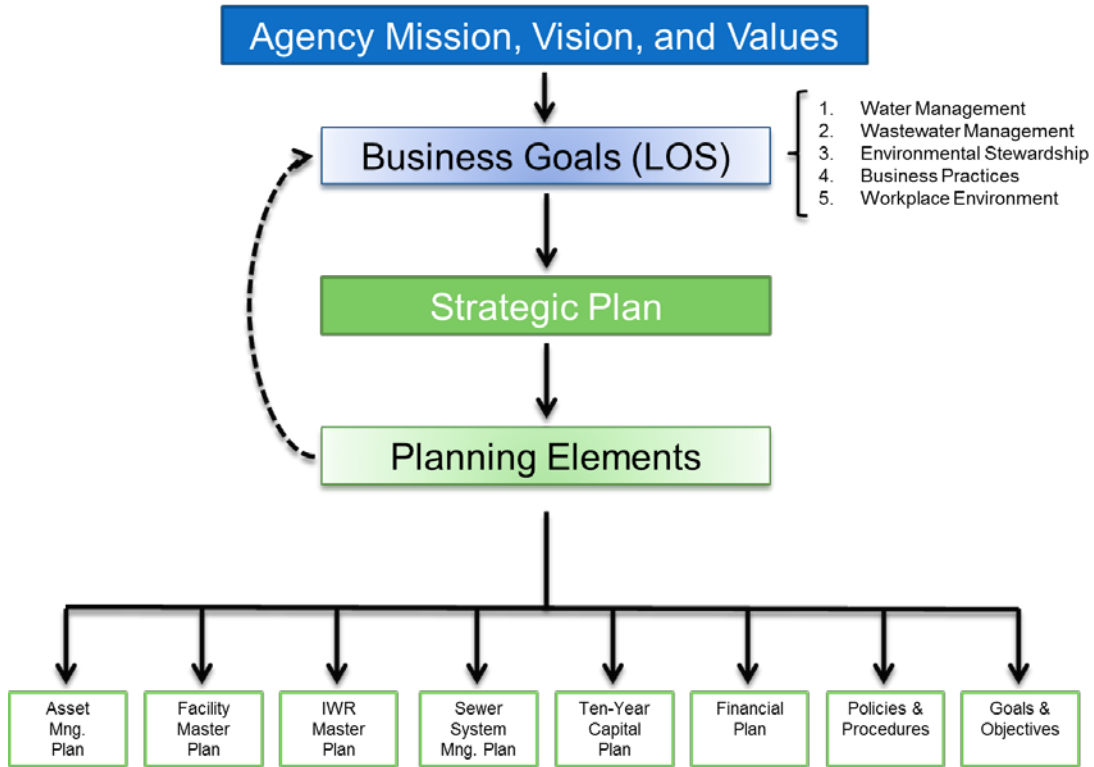 Agency Mission, Vision, and Values
Business Goals (LOS)
1. Water Management
2. Wastewater Management
3. Environmental Stewardship
4. Business Practices
5. Workplace Environment
Strategic Plan
Planning Elements
Asset
Mng.
Plan
Facility
Master
Plan
IWR
Master
Plan
Sewer
System
Mng. Plan
Ten-Year
Capital
Plan
Financial
Plan
Policies &
Procedures
Goals &
Objectives